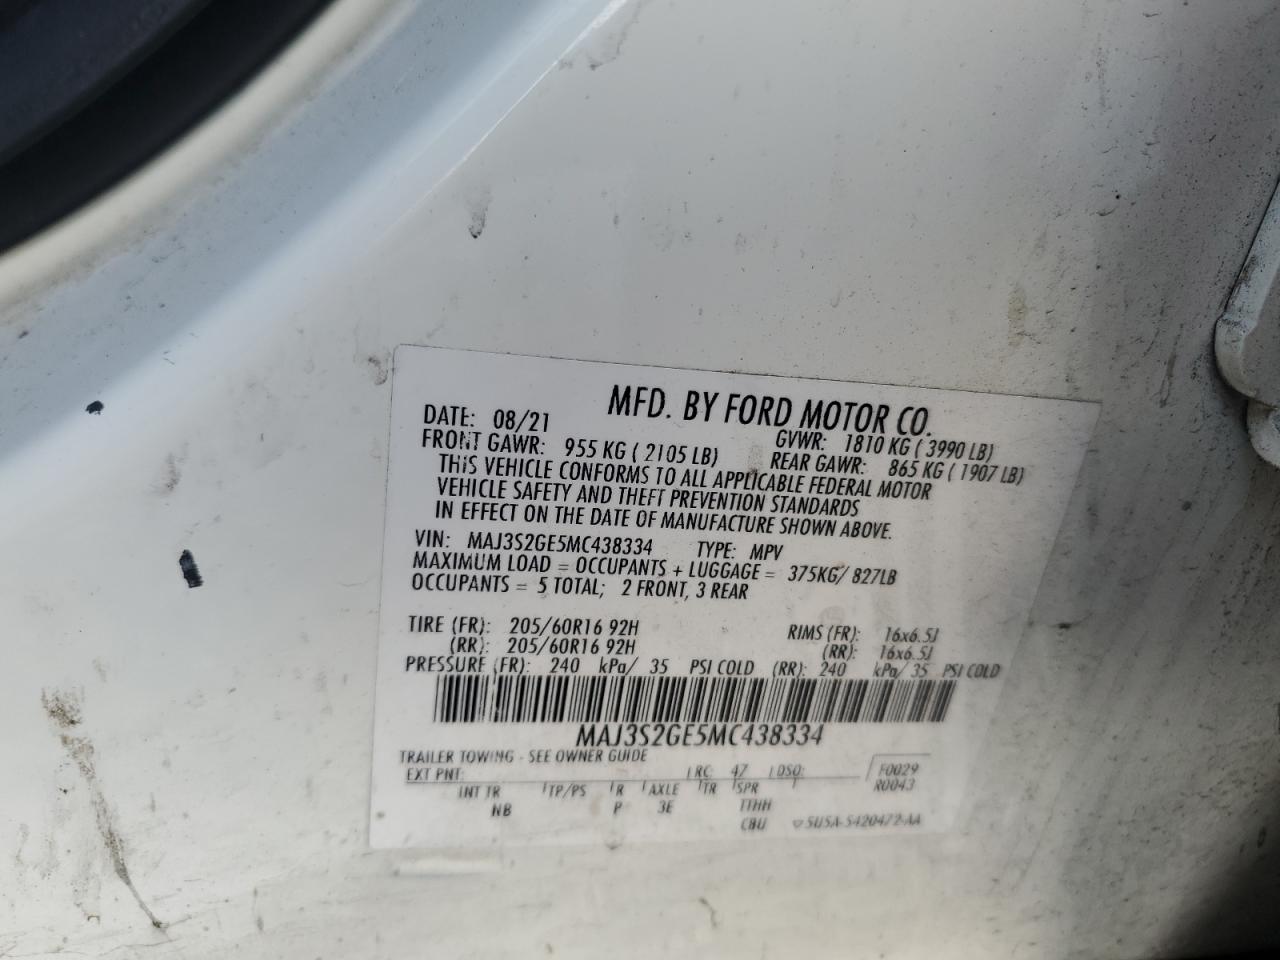 MFD. BY FORD MOTOR CO.
DATE: 08/21 GVWR: 1810 KG ( 3990 LB)
FRONT GAWR: 955 KG ( 2105 LB) REAR GAWR: 865 KG ( 1907 LB)
THIS VEHICLE CONFORMS TO ALL APPLICABLE FEDERAL MOTOR
VEHICLE SAFETY AND THEFT PREVENTION STANDARDS
IN EFFECT ON THE DATE OF MANUFACTURE SHOWN ABOVE.
VIN: MAJ3S2GE5MC438334 TYPE: MPV
MAXIMUM LOAD = OCCUPANTS + LUGGAGE = 375KG/ 827LB
OCCUPANTS = 5 TOTAL; 2 FRONT, 3 REAR
TIRE (FR): 205/60R16 92H RIMS (FR): 16x6.5J
(RR): 205/60R16 92H (RR): 16x6.5J
PRESSURE (FR): 240 kPa/ 35 PSI COLD (RR): 240 kPa/ 35 PSI COLD
MAJ3S2GE5MC438334
TRAILER TOWING - SEE OWNER GUIDE
EXT PNT: RC: 47 DSO: F0029
R0043
INT TR TP/PS R AXLE TR SPR
NB P 3E TTHH
CBU SU5A-5420472-AA